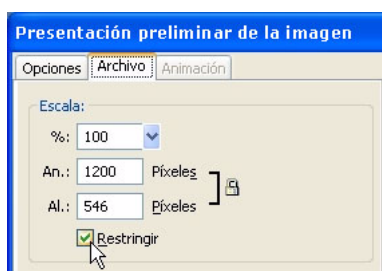 Presentación preliminar de la imagen
Opciones Archivo Animación
Escala:
%: 100
An.: 1200 Píxeles
Al.: 546 Píxeles
Restringir